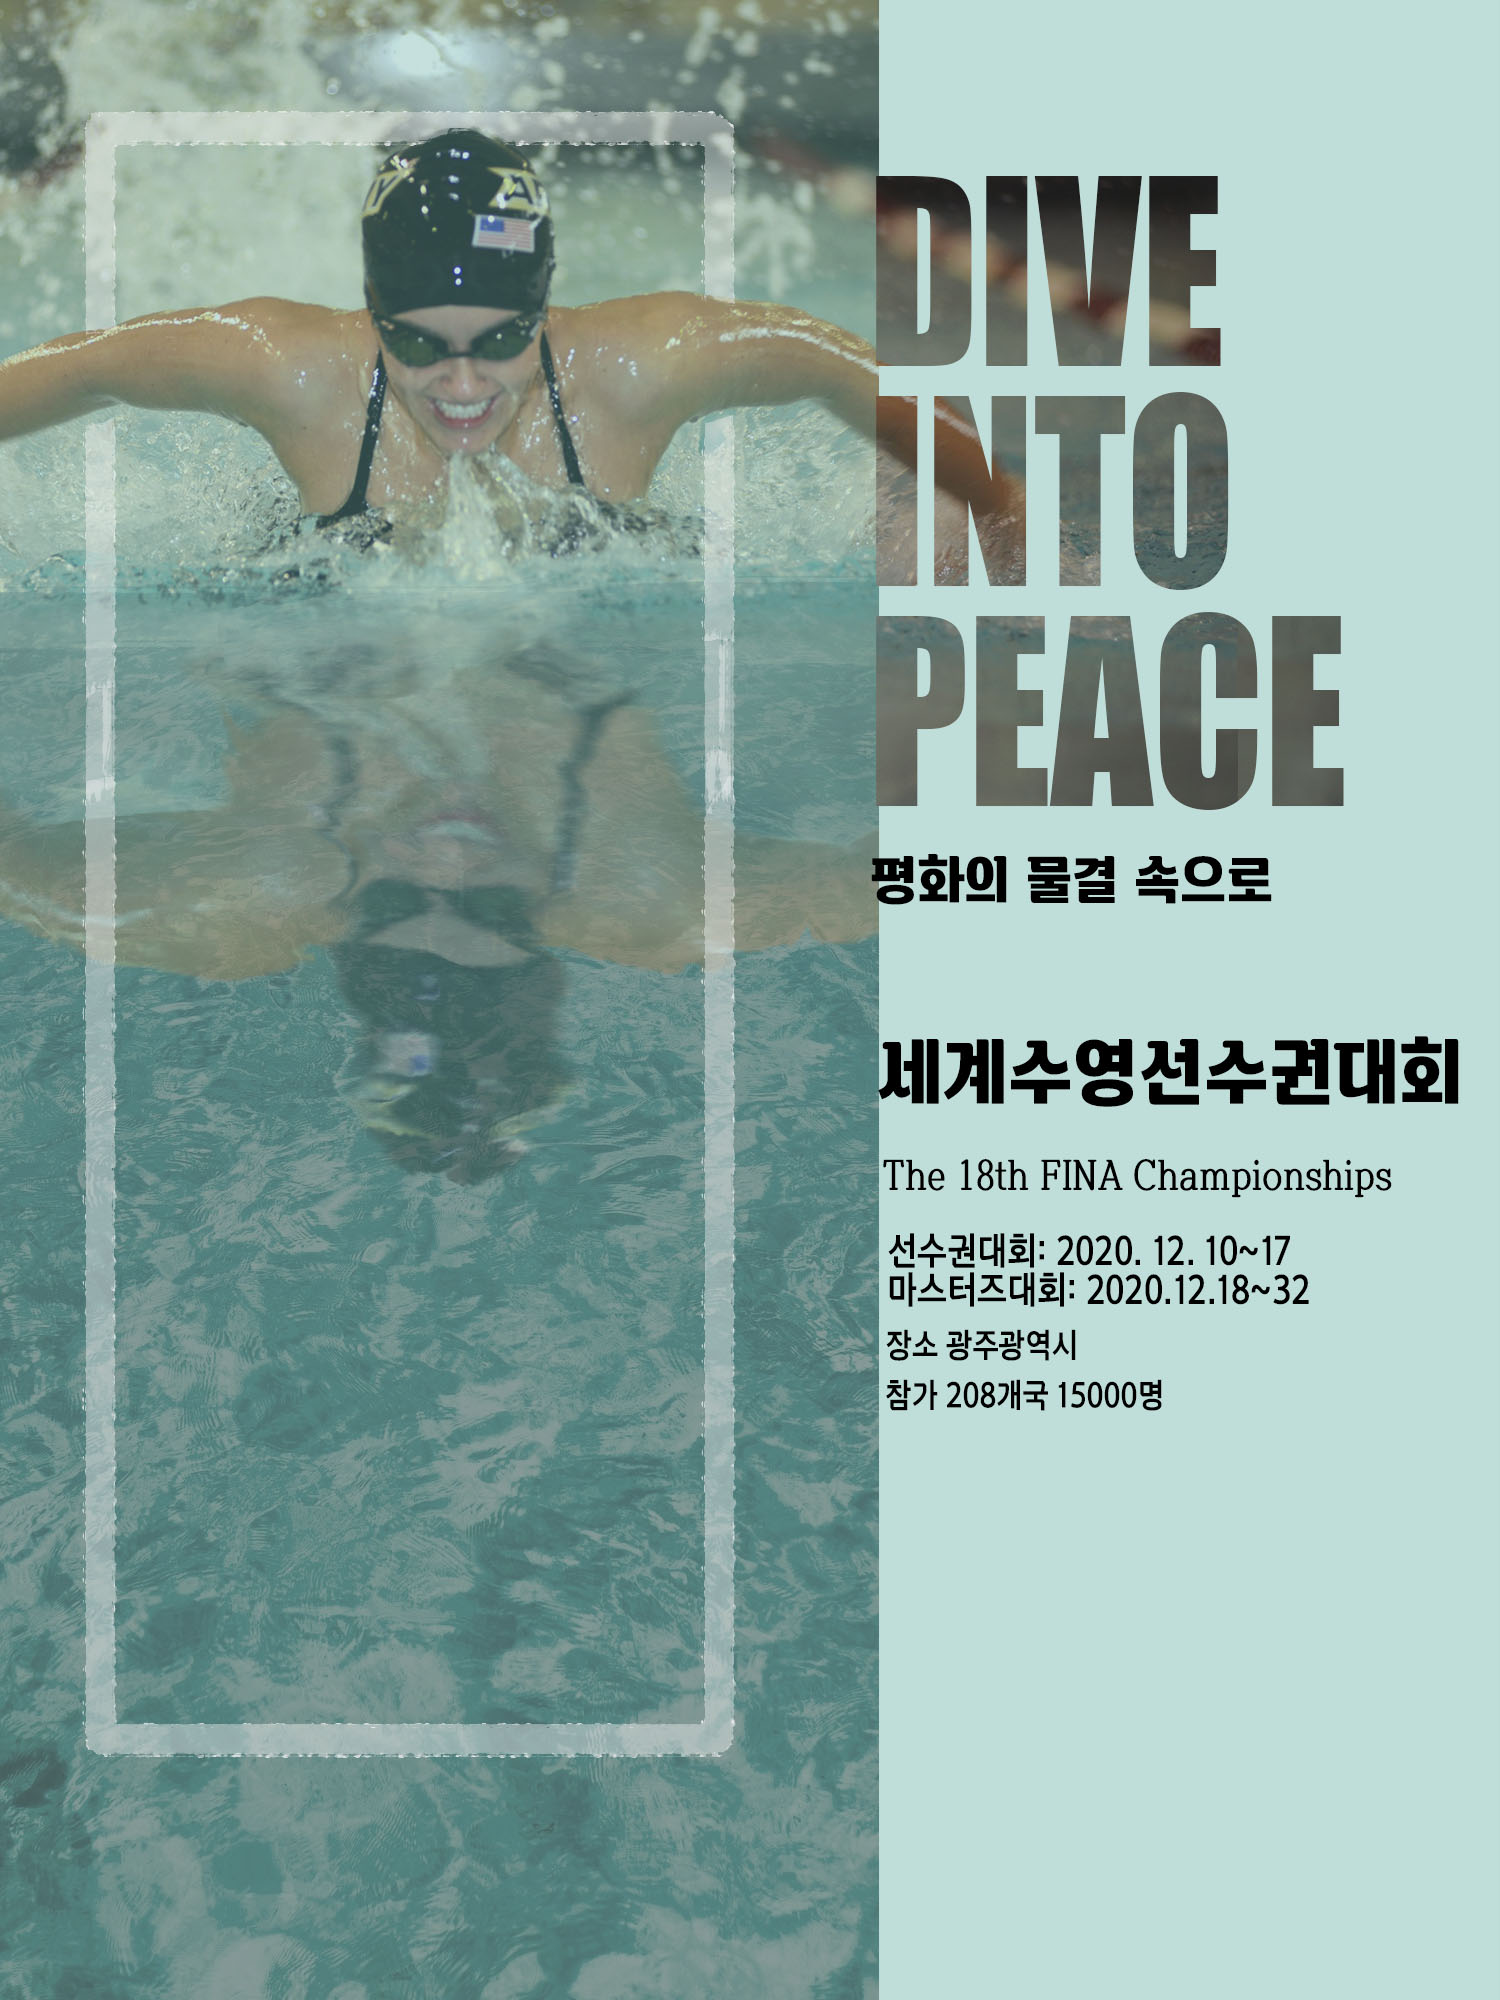 DIVE
INTO
PEACE
평화의 물결 속으로
세계수영선수권대회
The 18th FINA Championships
선수권대회: 2020. 12. 10~17
마스터즈대회: 2020.12.18~32
장소 광주광역시
참가 208개국 15000명